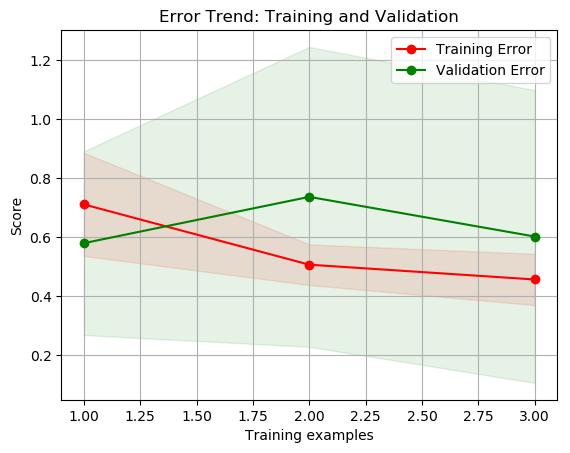 Error Trend: Training and Validation
Training Error
Validation Error
Score
1.2
1.0
0.8
0.6
0.4
0.2
1.00 1.25 1.50 1.75 2.00 2.25 2.50 2.75 3.00
Training examples